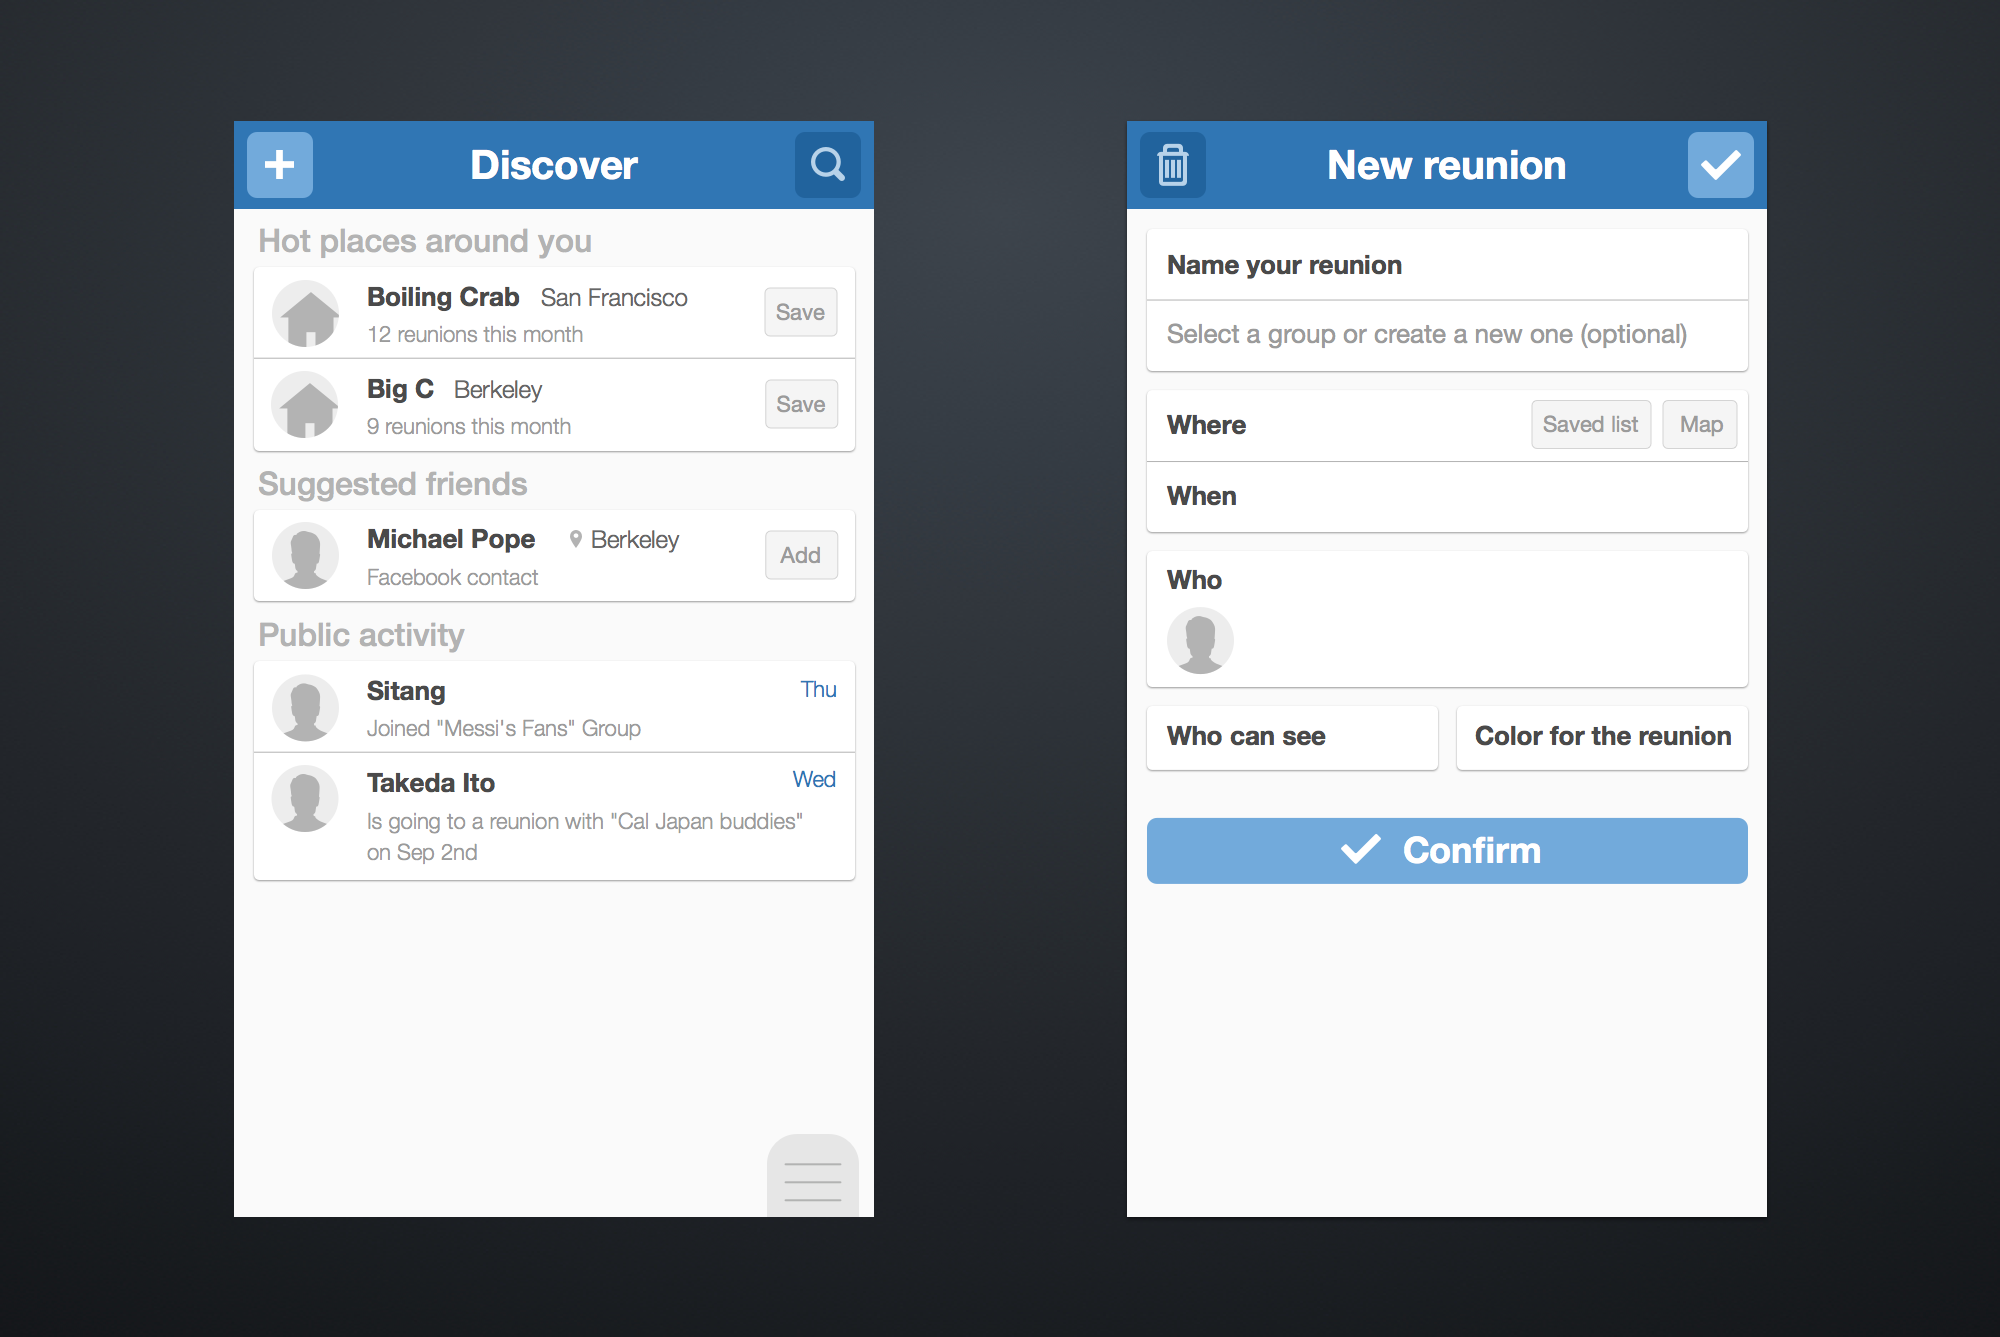 Discover
Hot places around you
Boiling Crab San Francisco
12 reunions this month
Save
Big C Berkeley
9 reunions this month
Save
Suggested friends
Michael Pope Berkeley
Facebook contact
Add
Public activity
Sitang Thu
Joined "Messi's Fans" Group
Takeda Ito Wed
Is going to a reunion with "Cal Japan buddies"
on Sep 2nd
New reunion
Name your reunion
Select a group or create a new one (optional)
Where Saved list Map
When
Who
Who can see Color for the reunion
Confirm